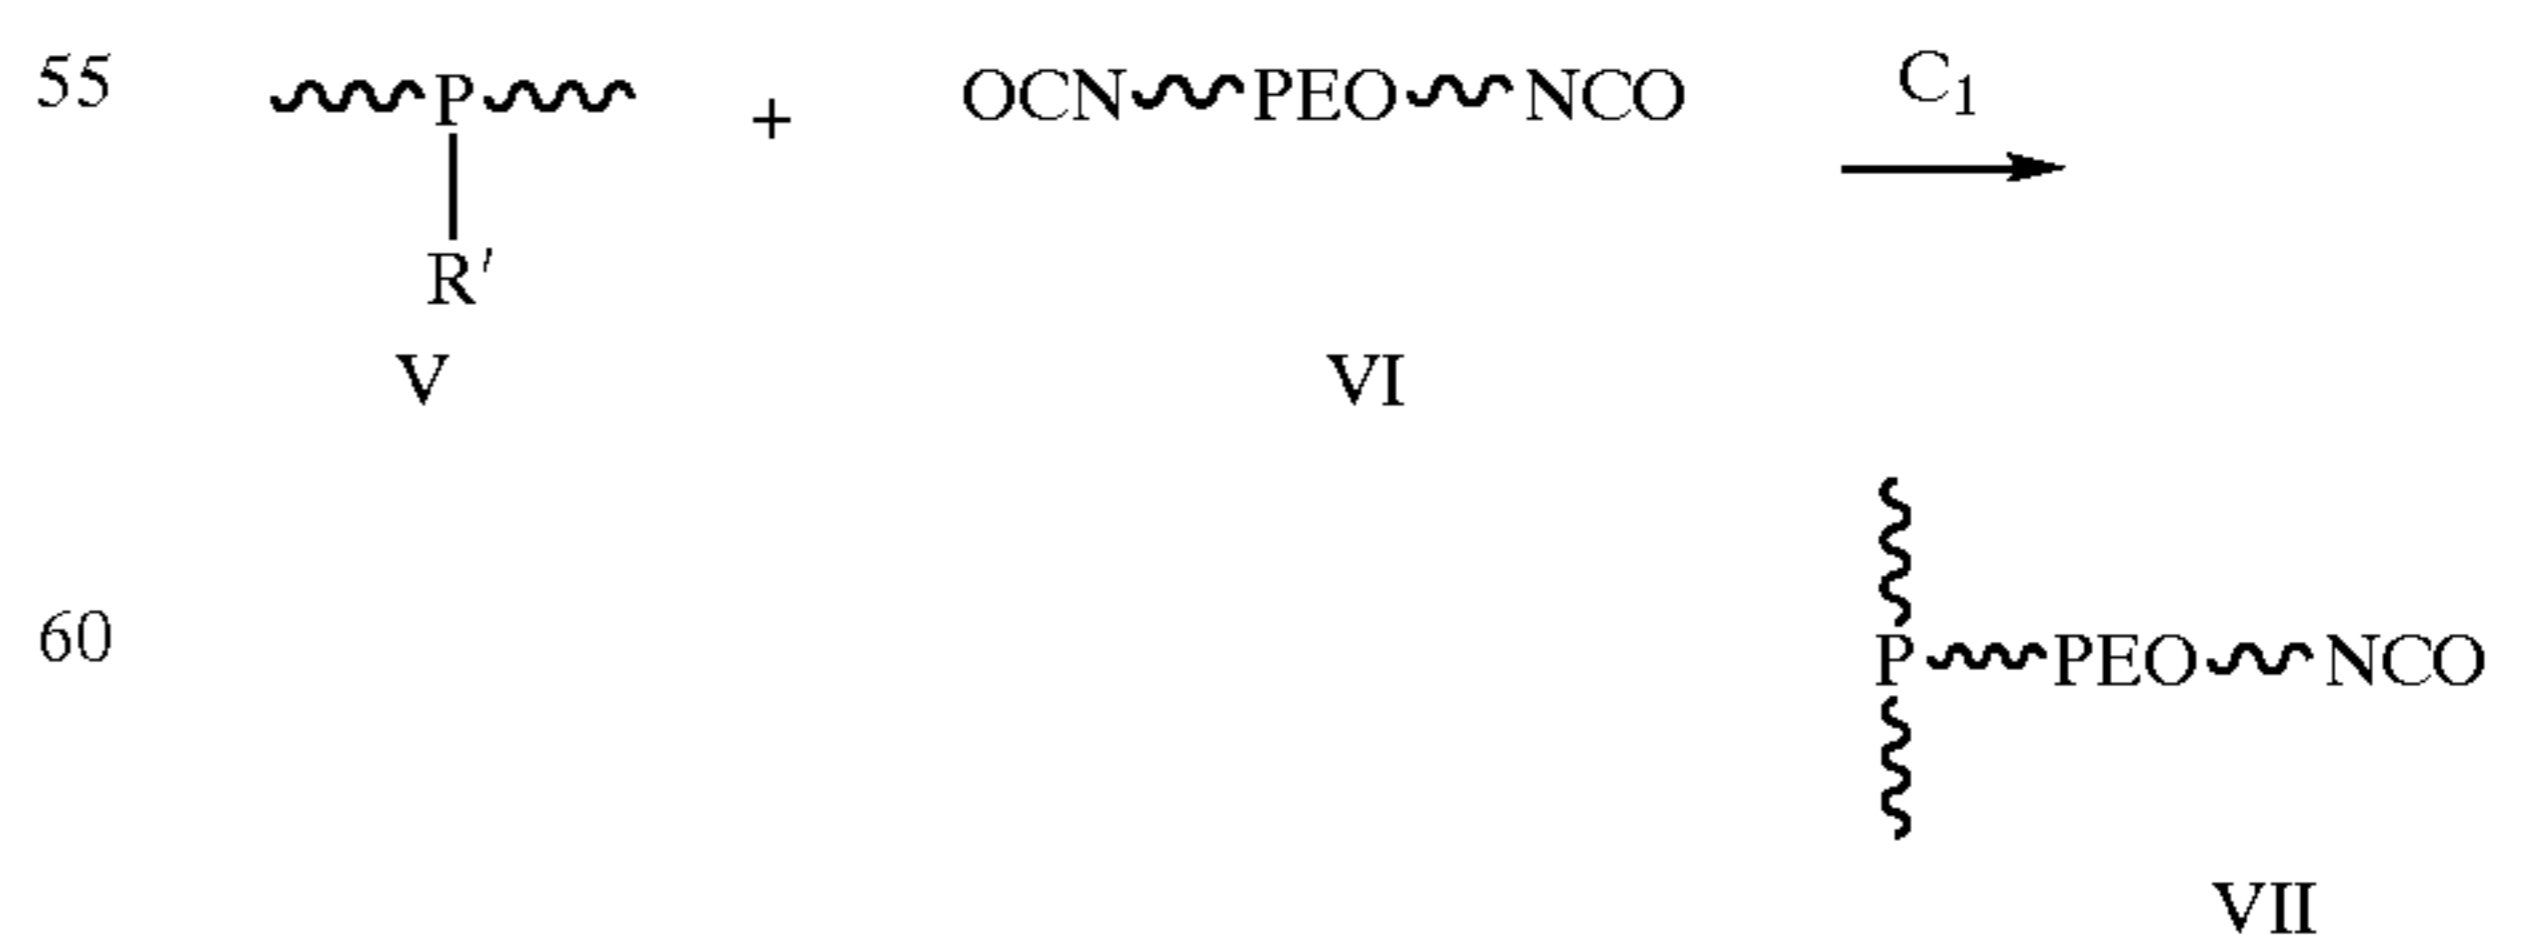 55 P + OCN PEO NCO C₁
R′
V VI
60 P PEO NCO
VII